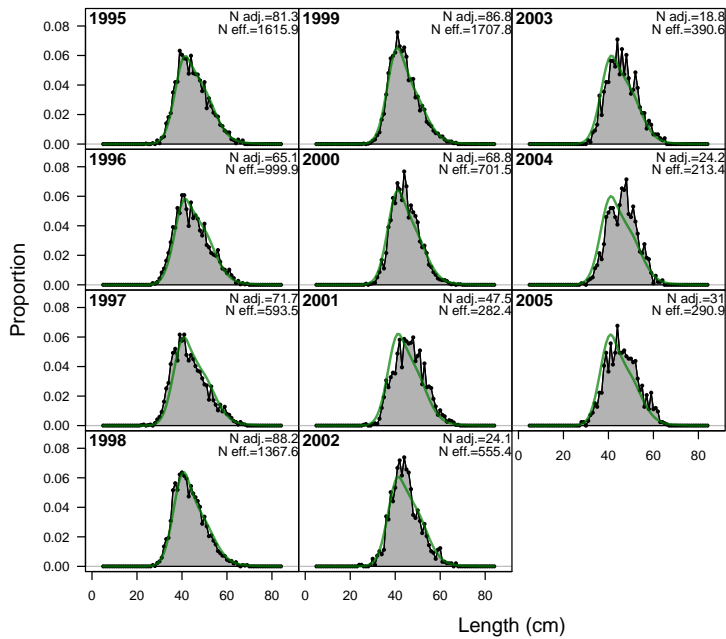 1995
N adj.=81.3
N eff.=1615.9
1999
N adj.=86.8
N eff.=1707.8
2003
N adj.=18.8
N eff.=390.6
1996
N adj.=65.1
N eff.=999.9
2000
N adj.=68.8
N eff.=701.5
2004
N adj.=24.2
N eff.=213.4
1997
N adj.=71.7
N eff.=593.5
2001
N adj.=47.5
N eff.=282.4
2005
N adj.=31
N eff.=290.9
1998
N adj.=88.2
N eff.=1367.6
2002
N adj.=24.1
N eff.=555.4
0.08
0.06
0.04
0.02
0.00
0.08
0.06
0.04
0.02
0.00
0.08
0.06
0.04
0.02
0.00
0.08
0.06
0.04
0.02
0.00
Proportion
0 20 40 60 80
0 20 40 60 80
0 20 40 60 80
Length (cm)